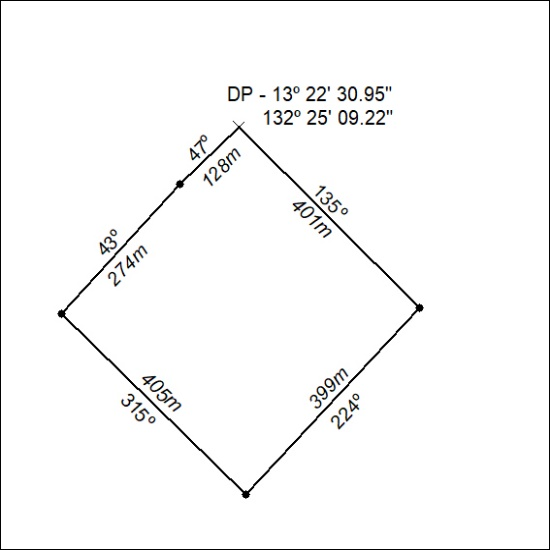 DP - 13º 22' 30.95"
132º 25' 09.22"
47º
128m
135º
401m
43º
274m
405m
315º
399m
224º